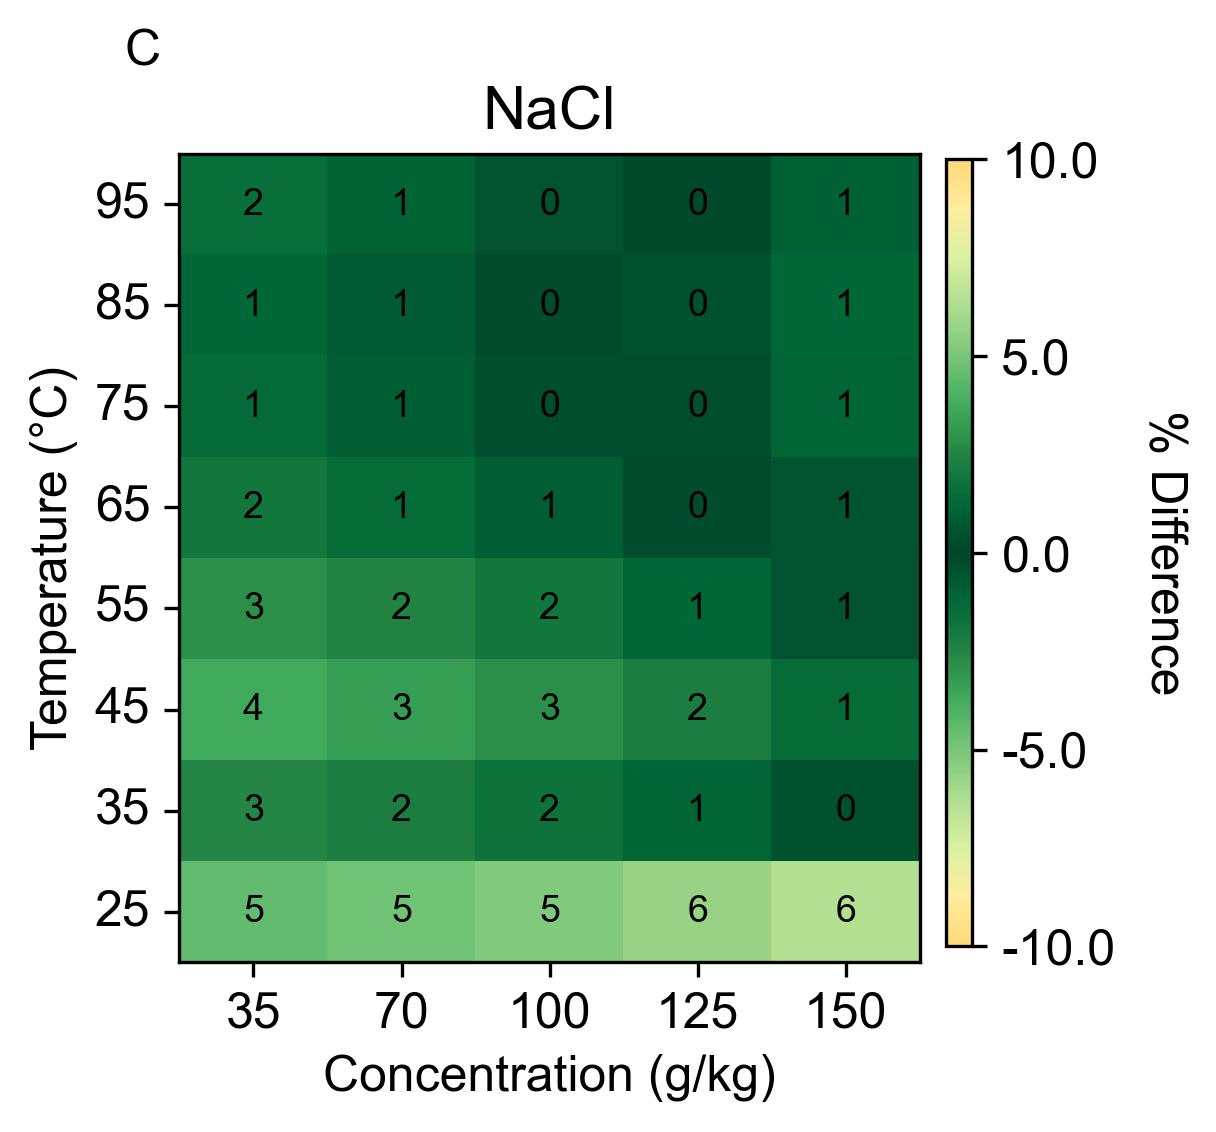 C
NaCl
95 2 1 0 0 1
85 1 1 0 0 1
75 1 1 0 0 1
65 2 1 1 0 1
55 3 2 2 1 1
45 4 3 3 2 1
35 3 2 2 1 0
25 5 5 5 6 6
35 70 100 125 150
Concentration (g/kg)
Temperature (°C)
10.0
5.0
0.0
-5.0
-10.0
% Difference